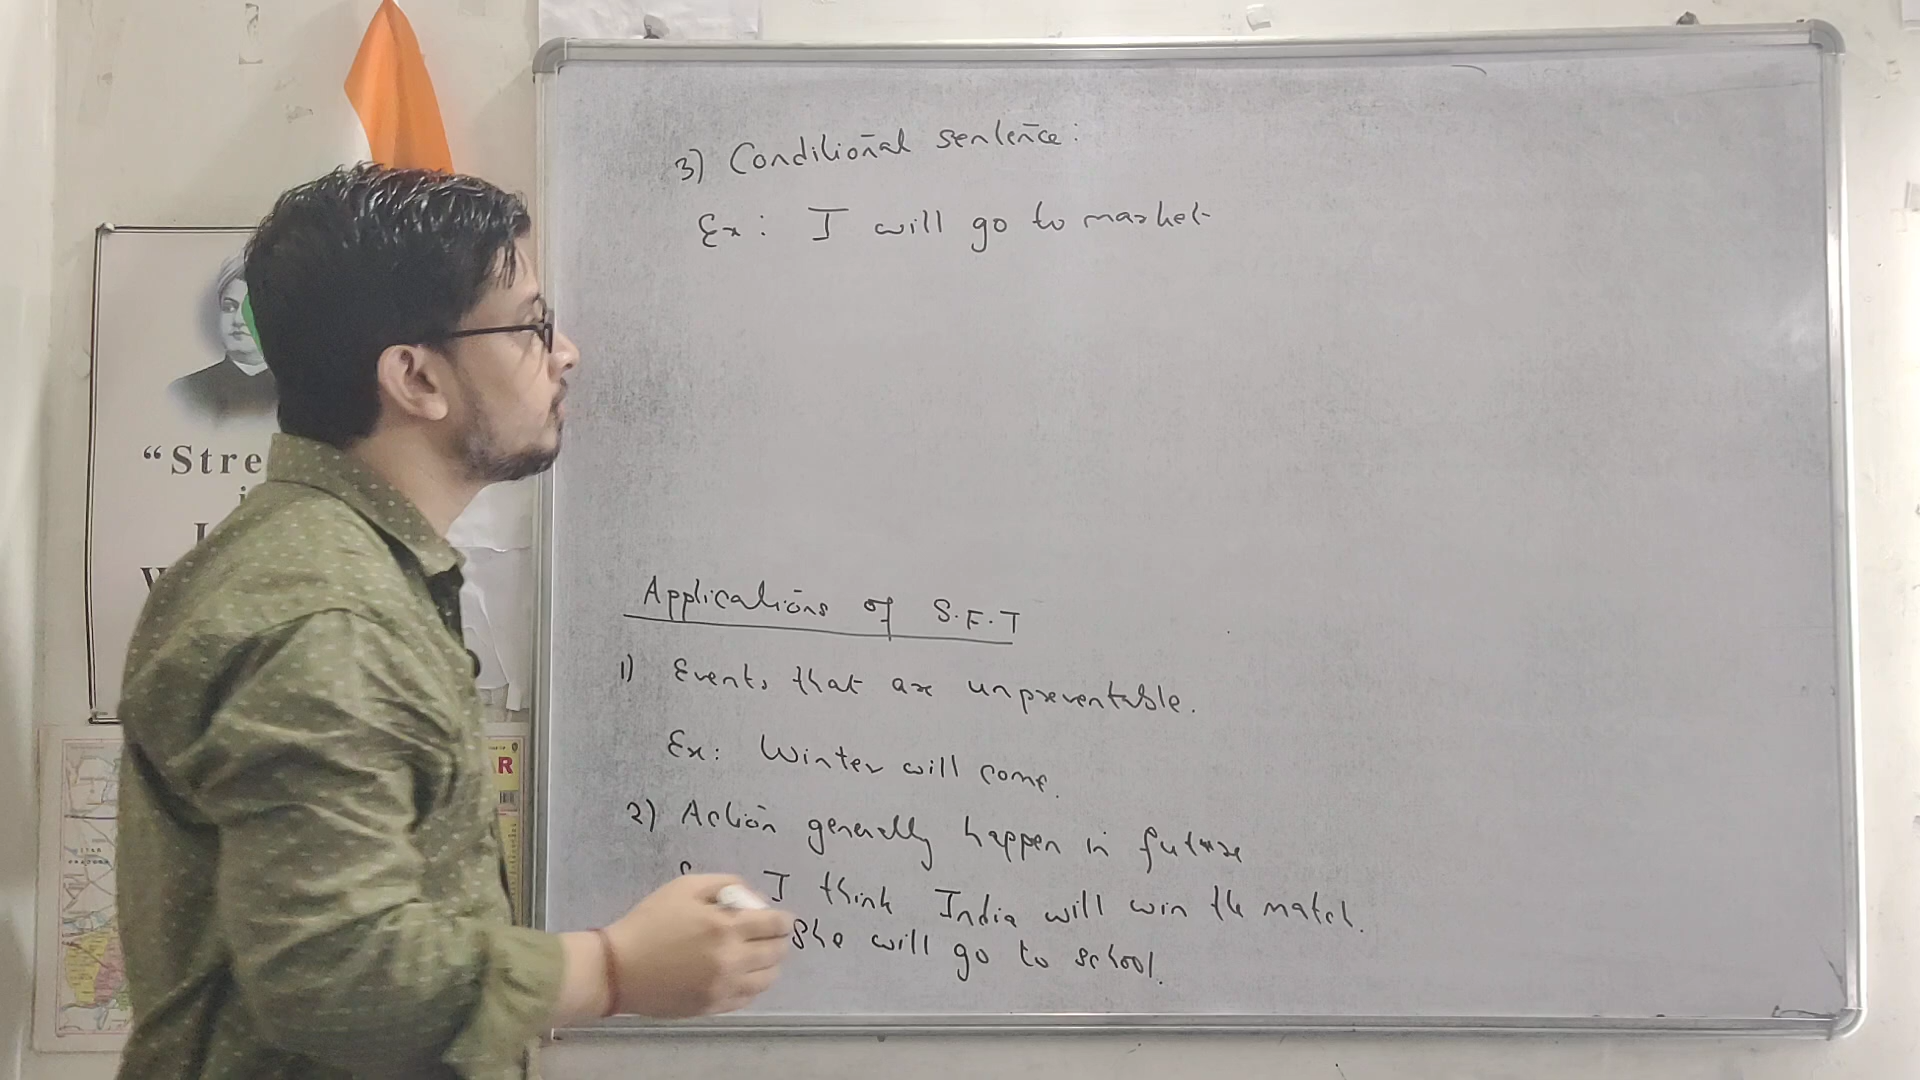 3) Conditional sentence:
Ex: I will go to market
Applications of S.F.T
1) Events that are unpreventable.
Ex: Winter will come.
2) Action generally happen in future
I think India will win the match.
She will go to school.
"Stre
R